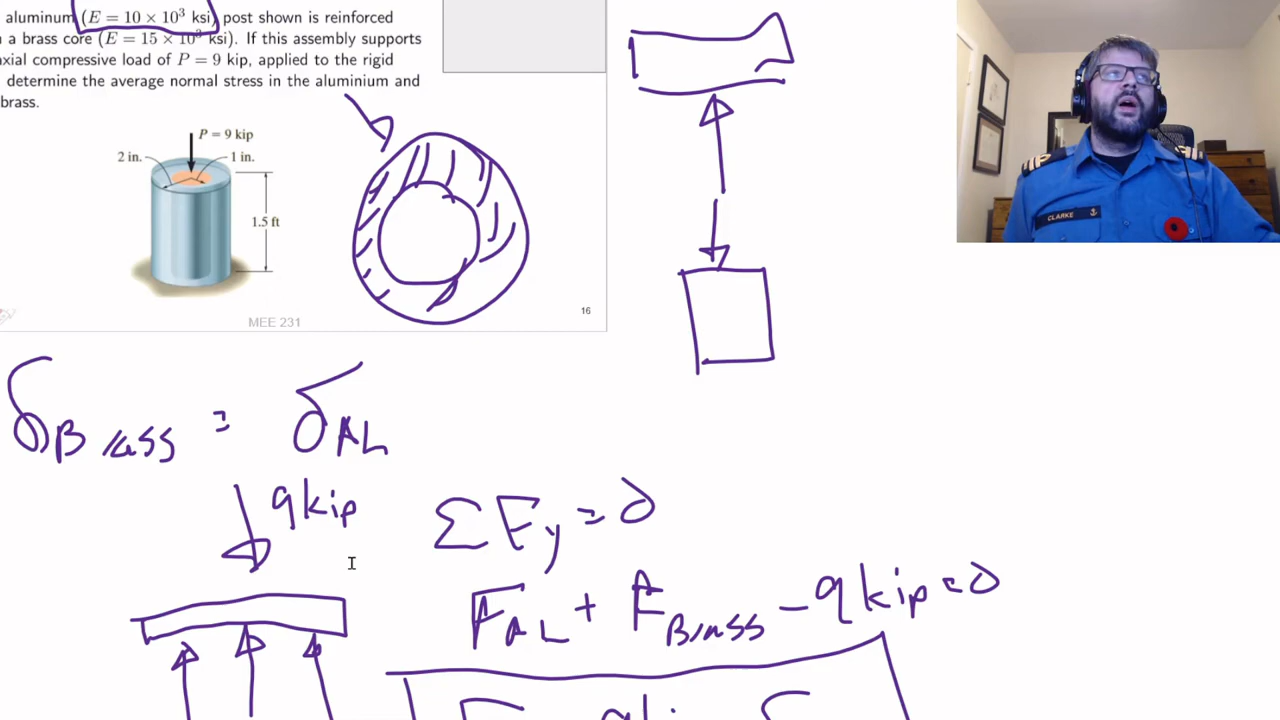 aluminum (E = 10 × 10³ ksi) post shown is reinforced
a brass core (E = 15 × 10³ ksi). If this assembly supports
xial compressive load of P = 9 kip, applied to the rigid
determine the average normal stress in the aluminium and
brass.
P = 9 kip
2 in.
1 in.
1.5 ft
MEE 231
16
CLARKE
δBrass = δAL
9kip
ΣFy=0
FAL + FBrass - 9kip=0